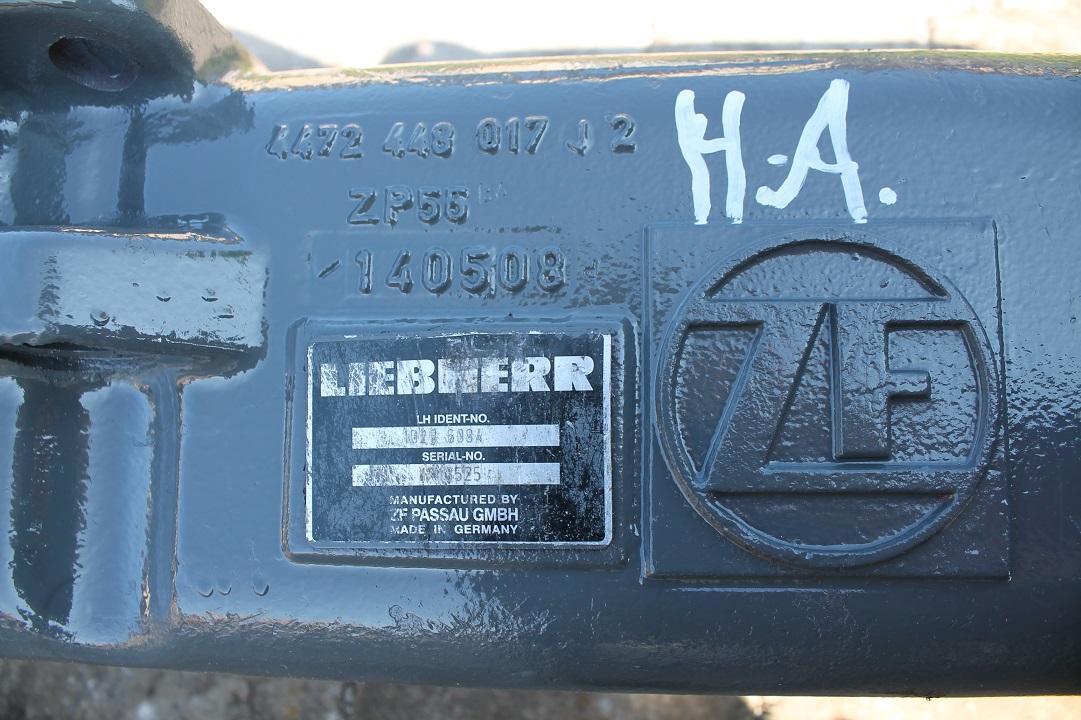 4472 448 017 J 2
H.A.
ZP55
140508
ZF
LIEBHERR
LH IDENT-NO.
SERIAL-NO.
MANUFACTURED BY
ZF PASSAU GMBH
MADE IN GERMANY